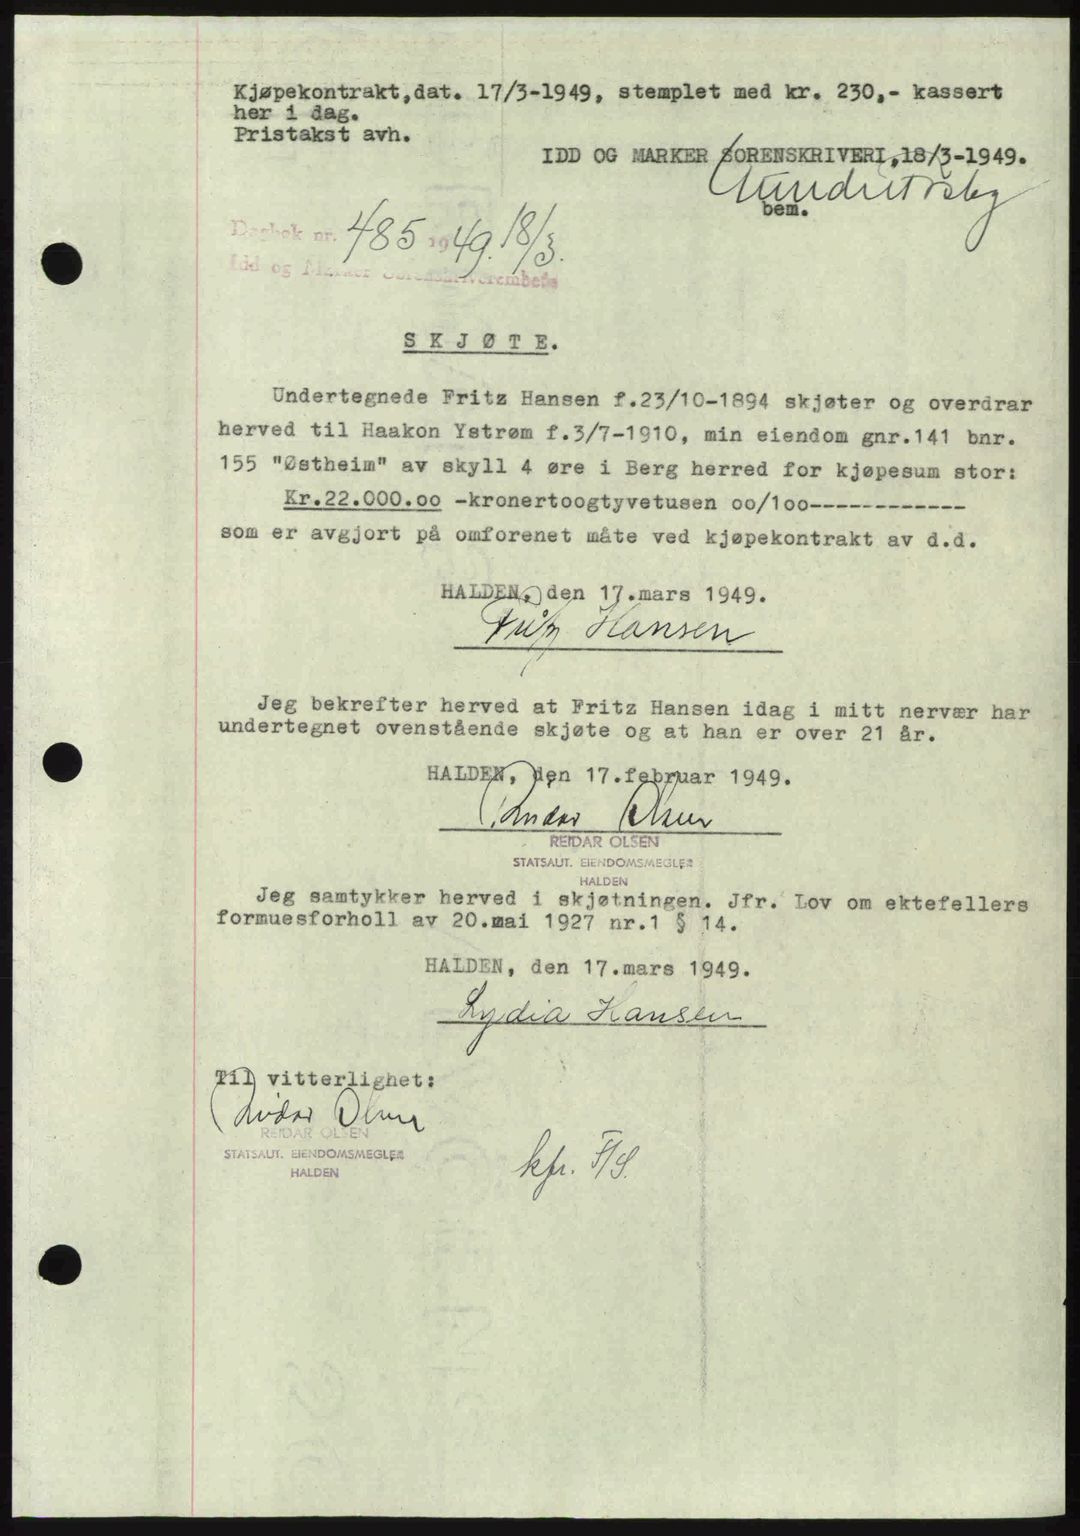 Kjøpekontrakt,dat. 17/3-1949, stemplet med kr. 230,- kassert
her i dag.
Pristakst avh.
IDD OG MARKER SORENSKRIVERI,18/3-1949.
bem.
Dagbok nr. 485 1949. 18/3.
Idd og Marker Sorenskriverembede
SKJØTE.
Undertegnede Fritz Hansen f.23/10-1894 skjøter og overdrar
herved til Haakon Ystrøm f.3/7-1910, min eiendom gnr.141 bnr.
155 "Østheim" av skyll 4 øre i Berg herred for kjøpesum stor:
Kr.22.000.oo -kronertoogtyvetusen oo/1oo------------
som er avgjort på omforenet måte ved kjøpekontrakt av d.d.
HALDEN, den 17.mars 1949.
Fritz Hansen
Jeg bekrefter herved at Fritz Hansen idag i mitt nervær har
undertegnet ovenstående skjøte og at han er over 21 år.
HALDEN, den 17.februar 1949.
Reidar Olsen
REIDAR OLSEN
STATSAUT. EIENDOMSMEGLER
HALDEN
Jeg samtykker herved i skjøtningen. Jfr. Lov om ektefellers
formuesforholl av 20.mai 1927 nr.1 § 14.
HALDEN, den 17.mars 1949.
Lydia Hansen
Til vitterlighet:
Reidar Olsen
REIDAR OLSEN
STATSAUT. EIENDOMSMEGLER
HALDEN
kfr.